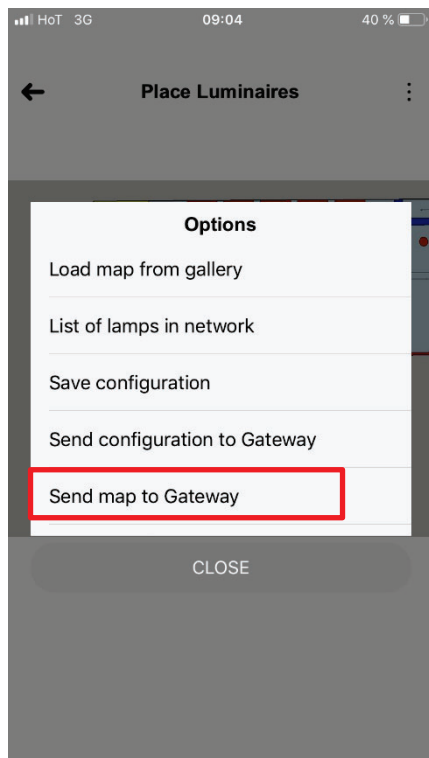 HoT 3G 09:04 40 %
Place Luminaires
Options
Load map from gallery
List of lamps in network
Save configuration
Send configuration to Gateway
Send map to Gateway
CLOSE